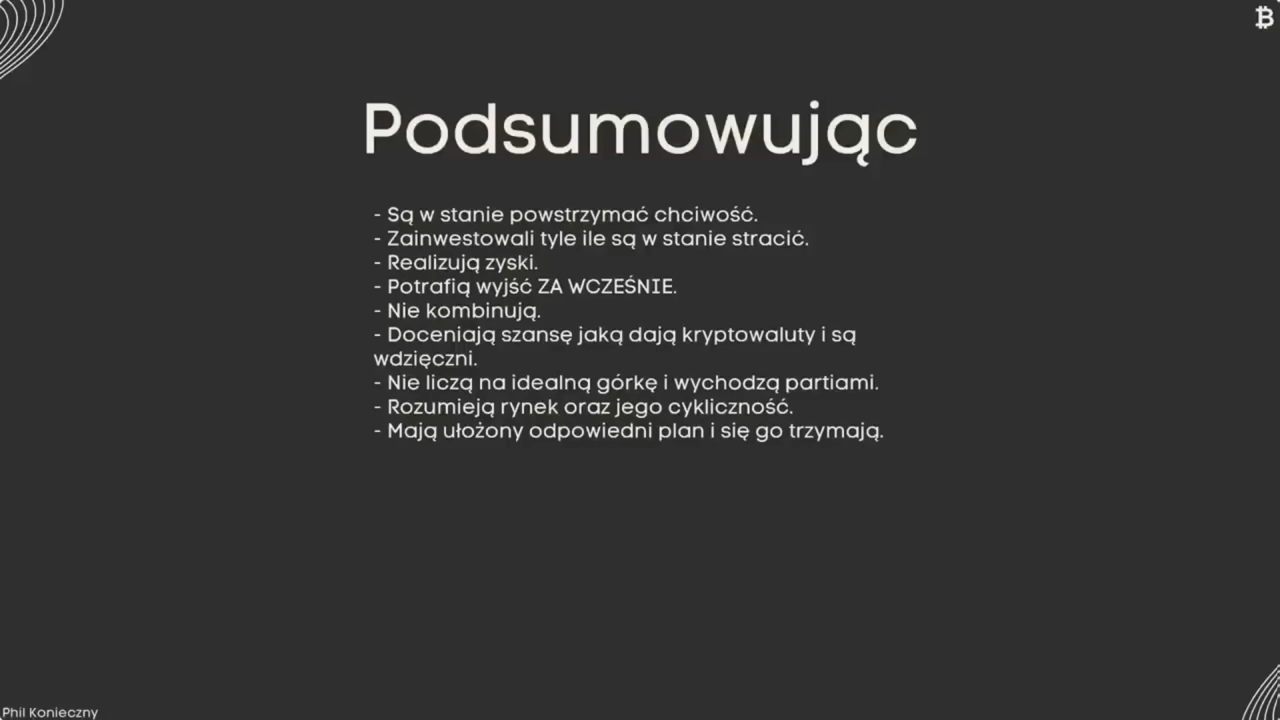 Podsumowując
- Są w stanie powstrzymać chciwość.
- Zainwestowali tyle ile są w stanie stracić.
- Realizują zyski.
- Potrafią wyjść ZA WCZEŚNIE.
- Nie kombinują.
- Doceniają szansę jaką dają kryptowaluty i są
wdzięczni.
- Nie liczą na idealną górkę i wychodzą partiami.
- Rozumieją rynek oraz jego cykliczność.
- Mają ułożony odpowiedni plan i się go trzymają.
Phil Konieczny